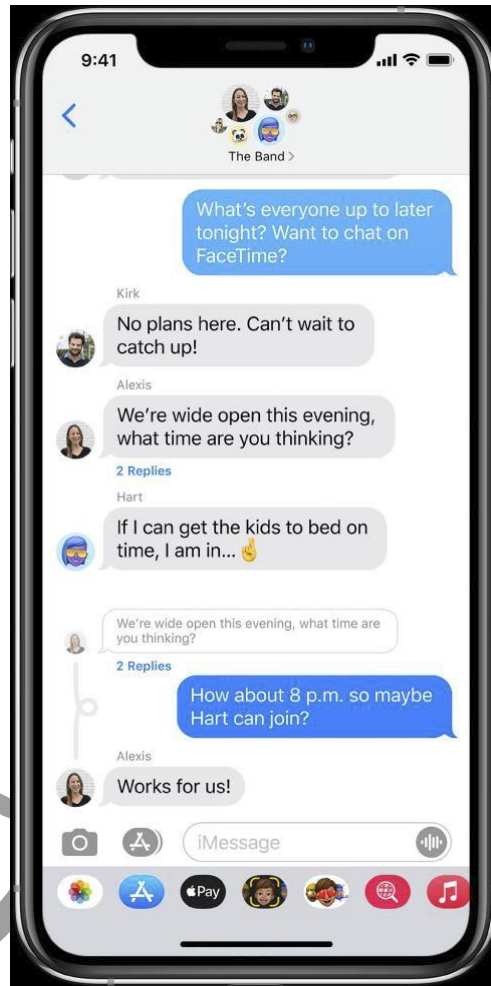 9:41
The Band >
What's everyone up to later
tonight? Want to chat on
FaceTime?
Kirk
No plans here. Can't wait to
catch up!
Alexis
We're wide open this evening,
what time are you thinking?
2 Replies
Hart
If I can get the kids to bed on
time, I am in... 🤞
We're wide open this evening, what time are
you thinking?
2 Replies
How about 8 p.m. so maybe
Hart can join?
Alexis
Works for us!
iMessage
Pay